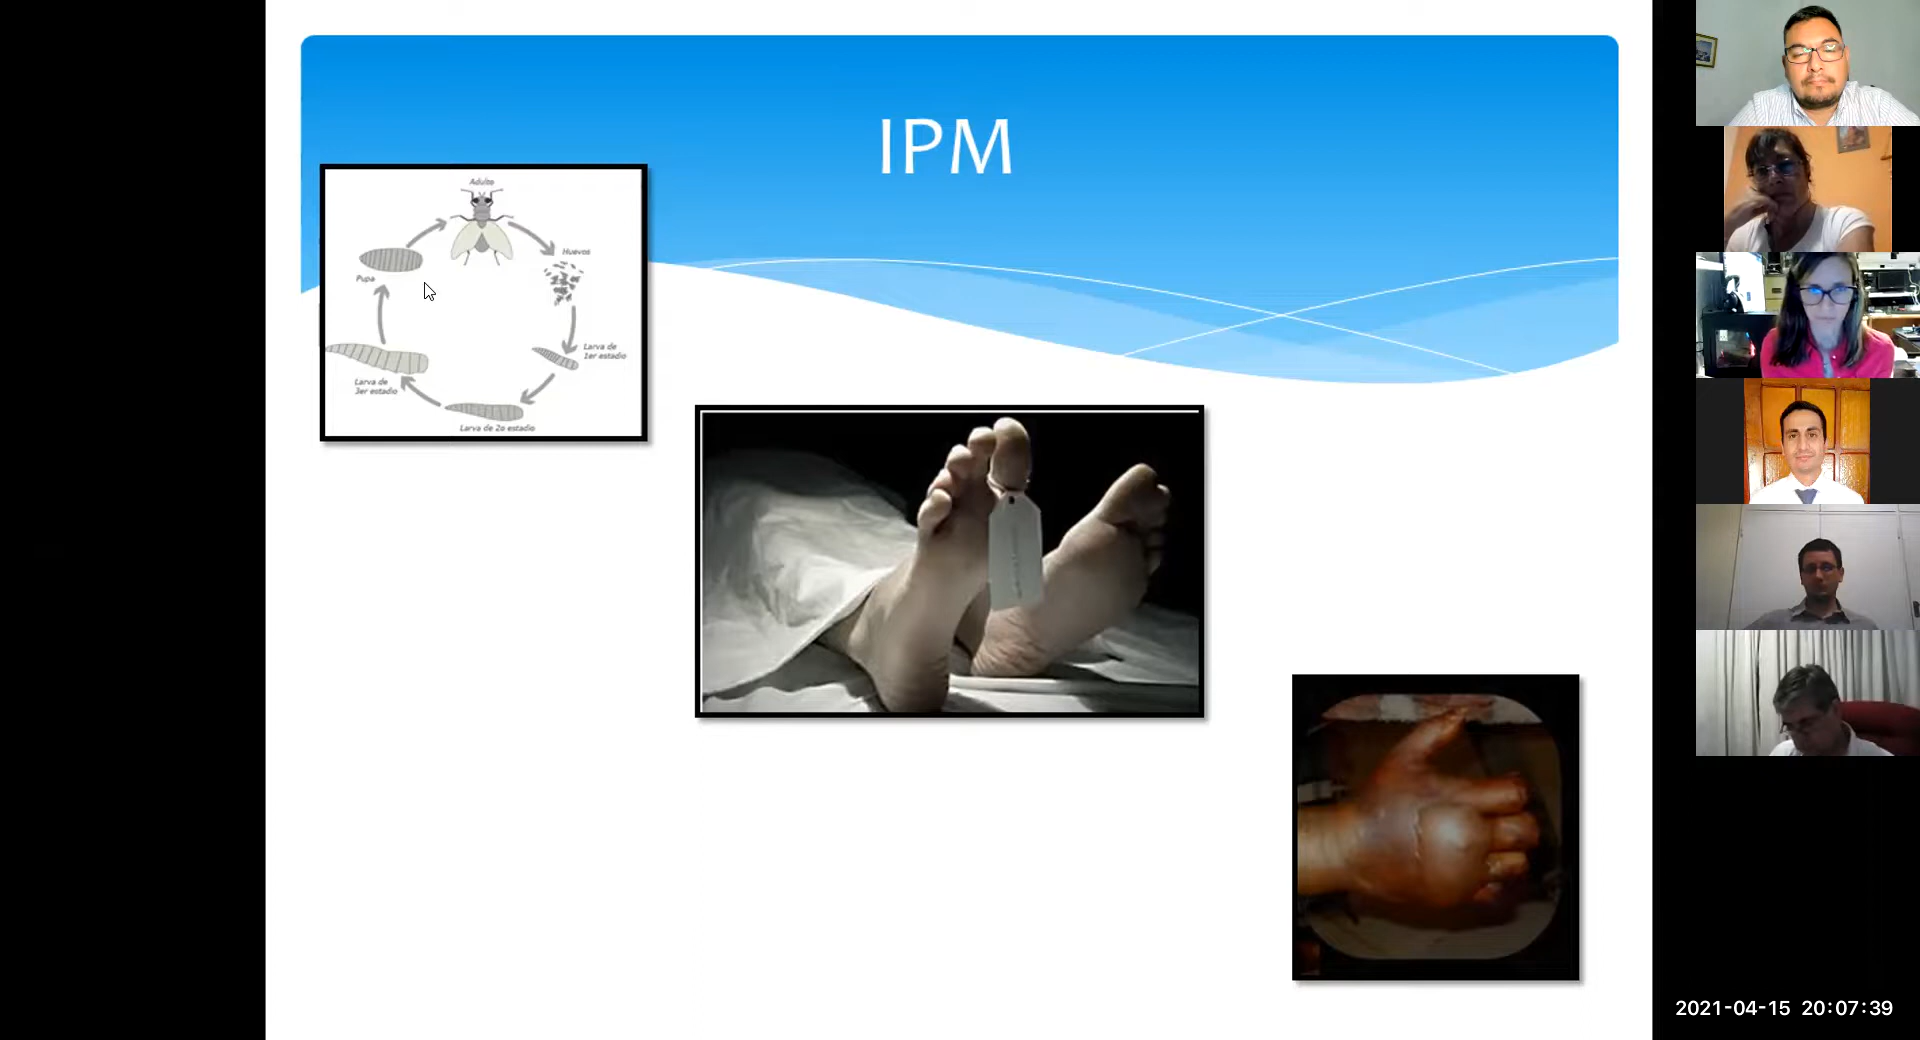 IPM
Adulto
Huevos
Larva de
1er estadio
Larva de 2o estadio
Larva de
3er estadio
Pupa
2021-04-15 20:07:39